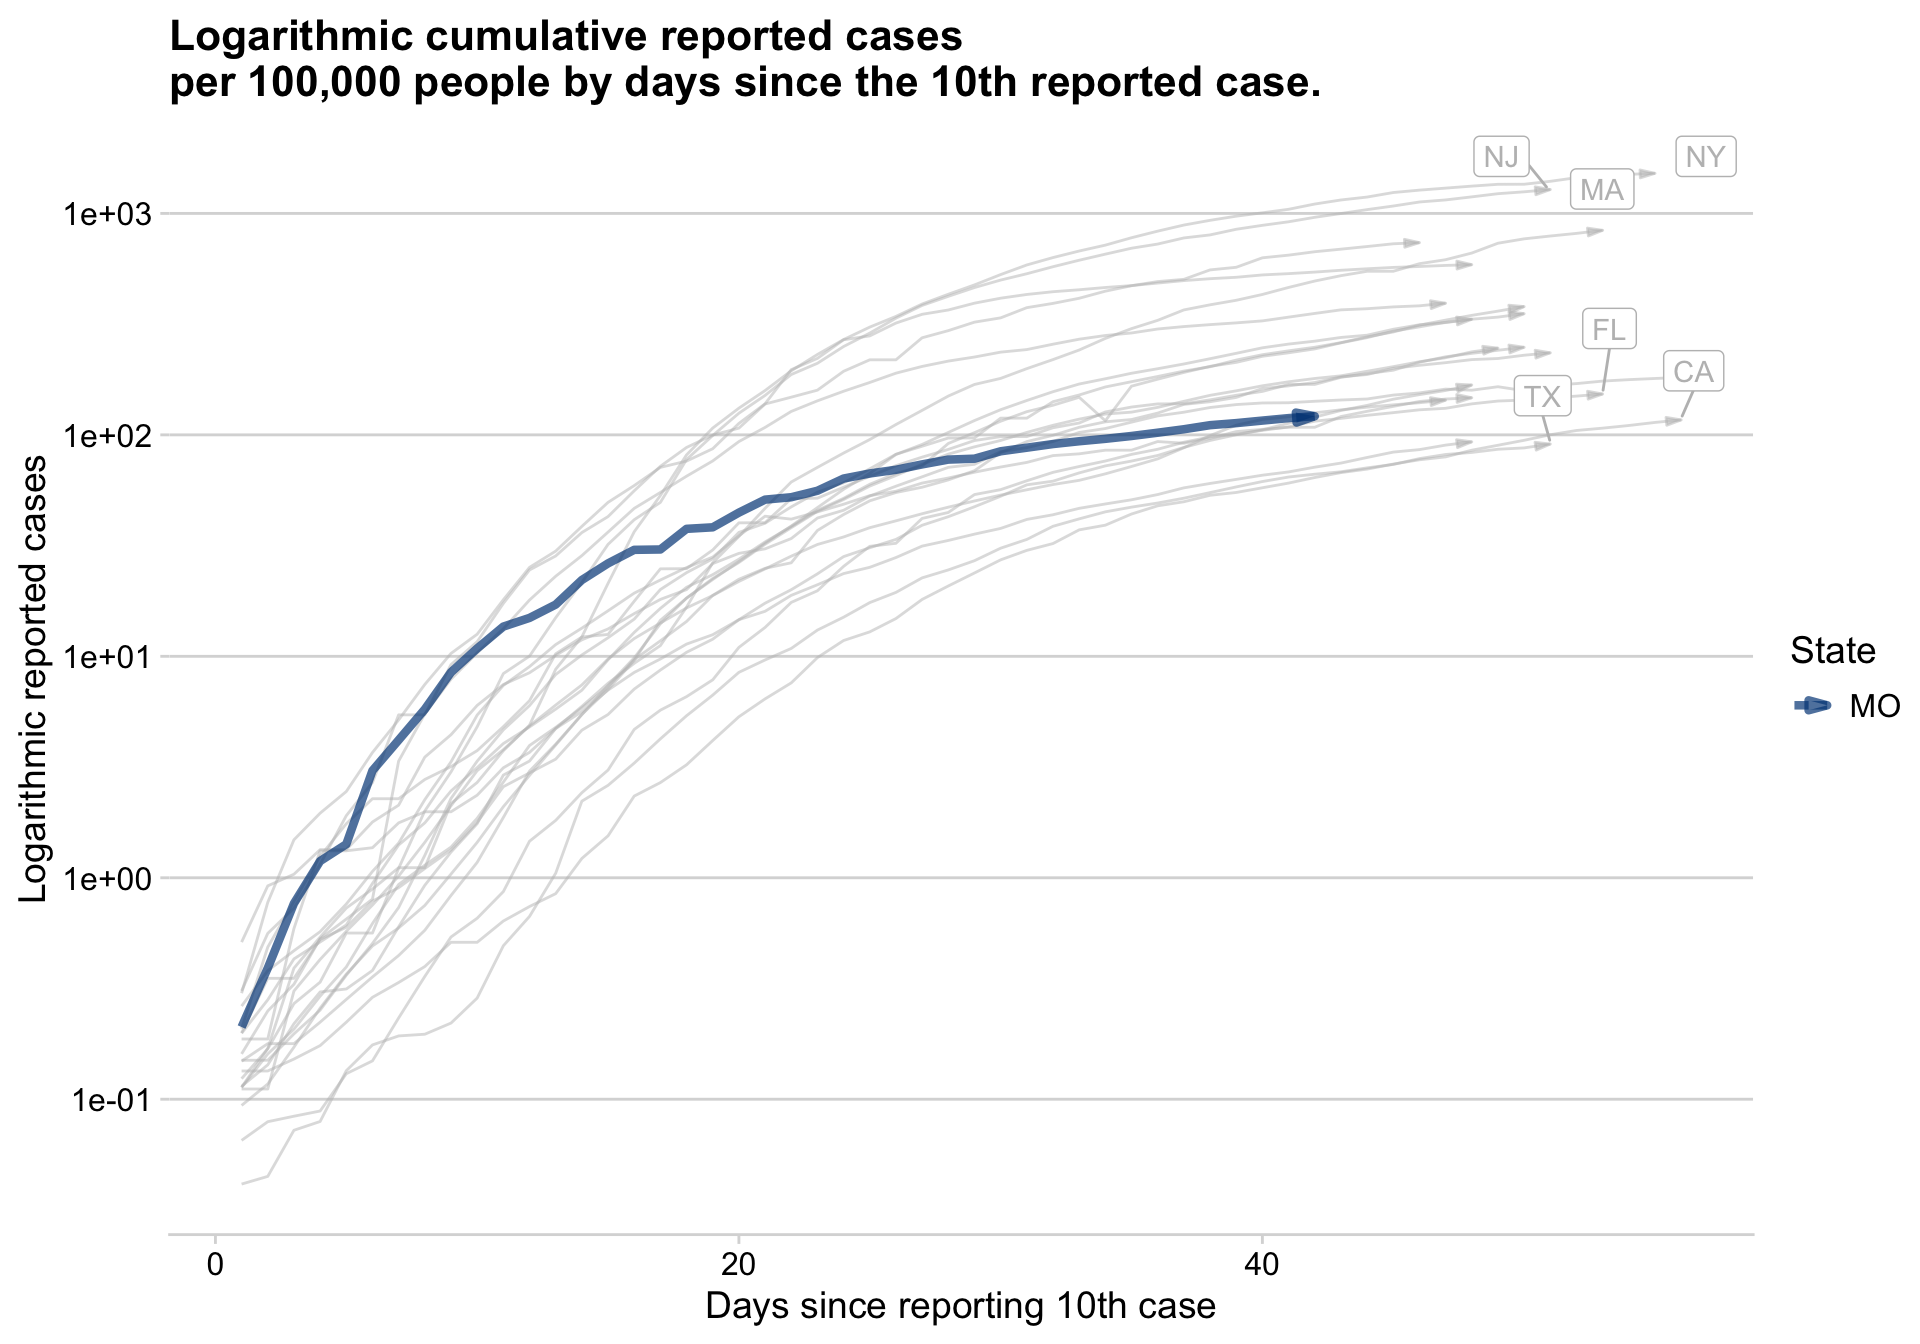 Logarithmic cumulative reported cases
per 100,000 people by days since the 10th reported case.
NJ
NY
MA
1e+03
FL
CA
TX
1e+02
Logarithmic reported cases
1e+01
State
MO
1e+00
1e-01
0
20
40
Days since reporting 10th case